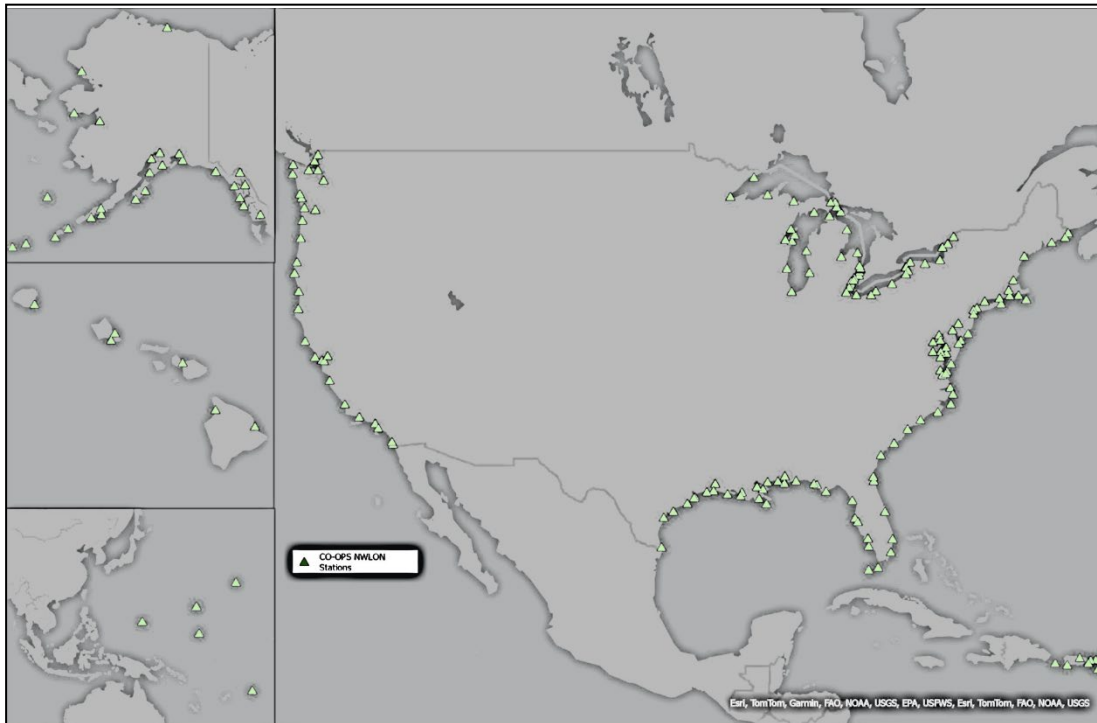 CO-OPS NWLON
Stations
Esri, TomTom, Garmin, FAO, NOAA, USGS, EPA, USFWS, Esri, TomTom, FAO, NOAA, USGS